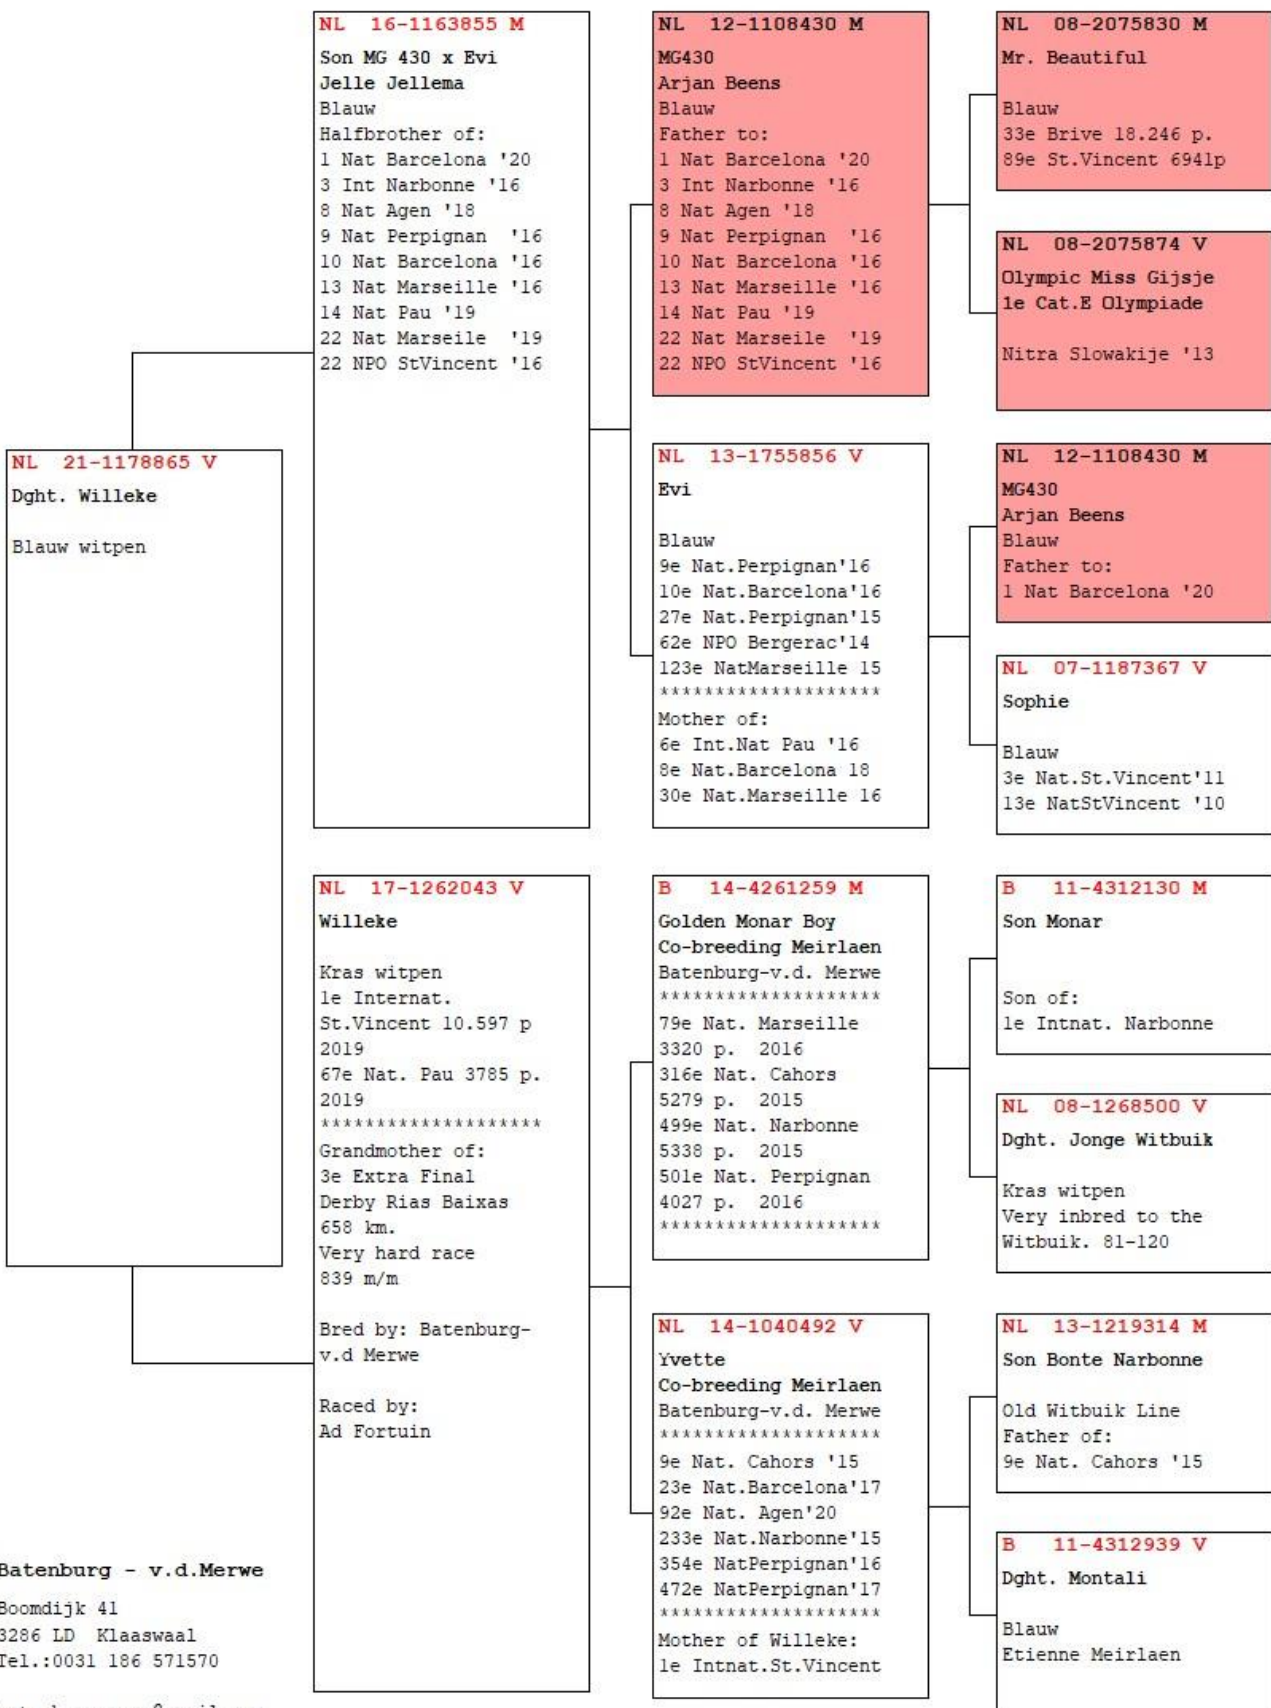 NL 16-1163855 M
Son MG 430 x Evi
Jelle Jellema
Blauw
Halfbrother of:
1 Nat Barcelona '20
3 Int Narbonne '16
8 Nat Agen '18
9 Nat Perpignan '16
10 Nat Barcelona '16
13 Nat Marseille '16
14 Nat Pau '19
22 Nat Marseile '19
22 NPO StVincent '16
NL 12-1108430 M
MG430
Arjan Beens
Blauw
Father to:
1 Nat Barcelona '20
3 Int Narbonne '16
8 Nat Agen '18
9 Nat Perpignan '16
10 Nat Barcelona '16
13 Nat Marseille '16
14 Nat Pau '19
22 Nat Marseile '19
22 NPO StVincent '16
NL 08-2075830 M
Mr. Beautiful
Blauw
33e Brive 18.246 p.
89e St.Vincent 6941p
NL 08-2075874 V
Olympic Miss Gijsje
1e Cat.E Olympiade
Nitra Slowakije '13
NL 21-1178865 V
Dght. Willeke
Blauw witpen
NL 13-1755856 V
Evi
Blauw
9e Nat.Perpignan'16
10e Nat.Barcelona'16
27e Nat.Perpignan'15
62e NPO Bergerac'14
123e NatMarseille 15
********************
Mother of:
6e Int.Nat Pau '16
8e Nat.Barcelona 18
30e Nat.Marseille 16
NL 12-1108430 M
MG430
Arjan Beens
Blauw
Father to:
1 Nat Barcelona '20
NL 07-1187367 V
Sophie
Blauw
3e Nat.St.Vincent'11
13e NatStVincent '10
NL 17-1262043 V
Willeke
Kras witpen
1e Internat.
St.Vincent 10.597 p
2019
67e Nat. Pau 3785 p.
2019
********************
Grandmother of:
3e Extra Final
Derby Rias Baixas
658 km.
Very hard race
839 m/m
Bred by: Batenburg-
v.d Merwe
Raced by:
Ad Fortuin
B 14-4261259 M
Golden Monar Boy
Co-breeding Meirlaen
Batenburg-v.d. Merwe
********************
79e Nat. Marseille
3320 p. 2016
316e Nat. Cahors
5279 p. 2015
499e Nat. Narbonne
5338 p. 2015
501e Nat. Perpignan
4027 p. 2016
********************
B 11-4312130 M
Son Monar
Son of:
1e Intnat. Narbonne
NL 08-1268500 V
Dght. Jonge Witbuik
Kras witpen
Very inbred to the
Witbuik. 81-120
NL 14-1040492 V
Yvette
Co-breeding Meirlaen
Batenburg-v.d. Merwe
********************
9e Nat. Cahors '15
23e Nat.Barcelona'17
92e Nat. Agen'20
233e Nat.Narbonne'15
354e NatPerpignan'16
472e NatPerpignan'17
********************
Mother of Willeke:
1e Intnat.St.Vincent
NL 13-1219314 M
Son Bonte Narbonne
Old Witbuik Line
Father of:
9e Nat. Cahors '15
B 11-4312939 V
Dght. Montali
Blauw
Etienne Meirlaen
Batenburg - v.d.Merwe
Boomdijk 41
3286 LD Klaaswaal
Tel.:0031 186 571570